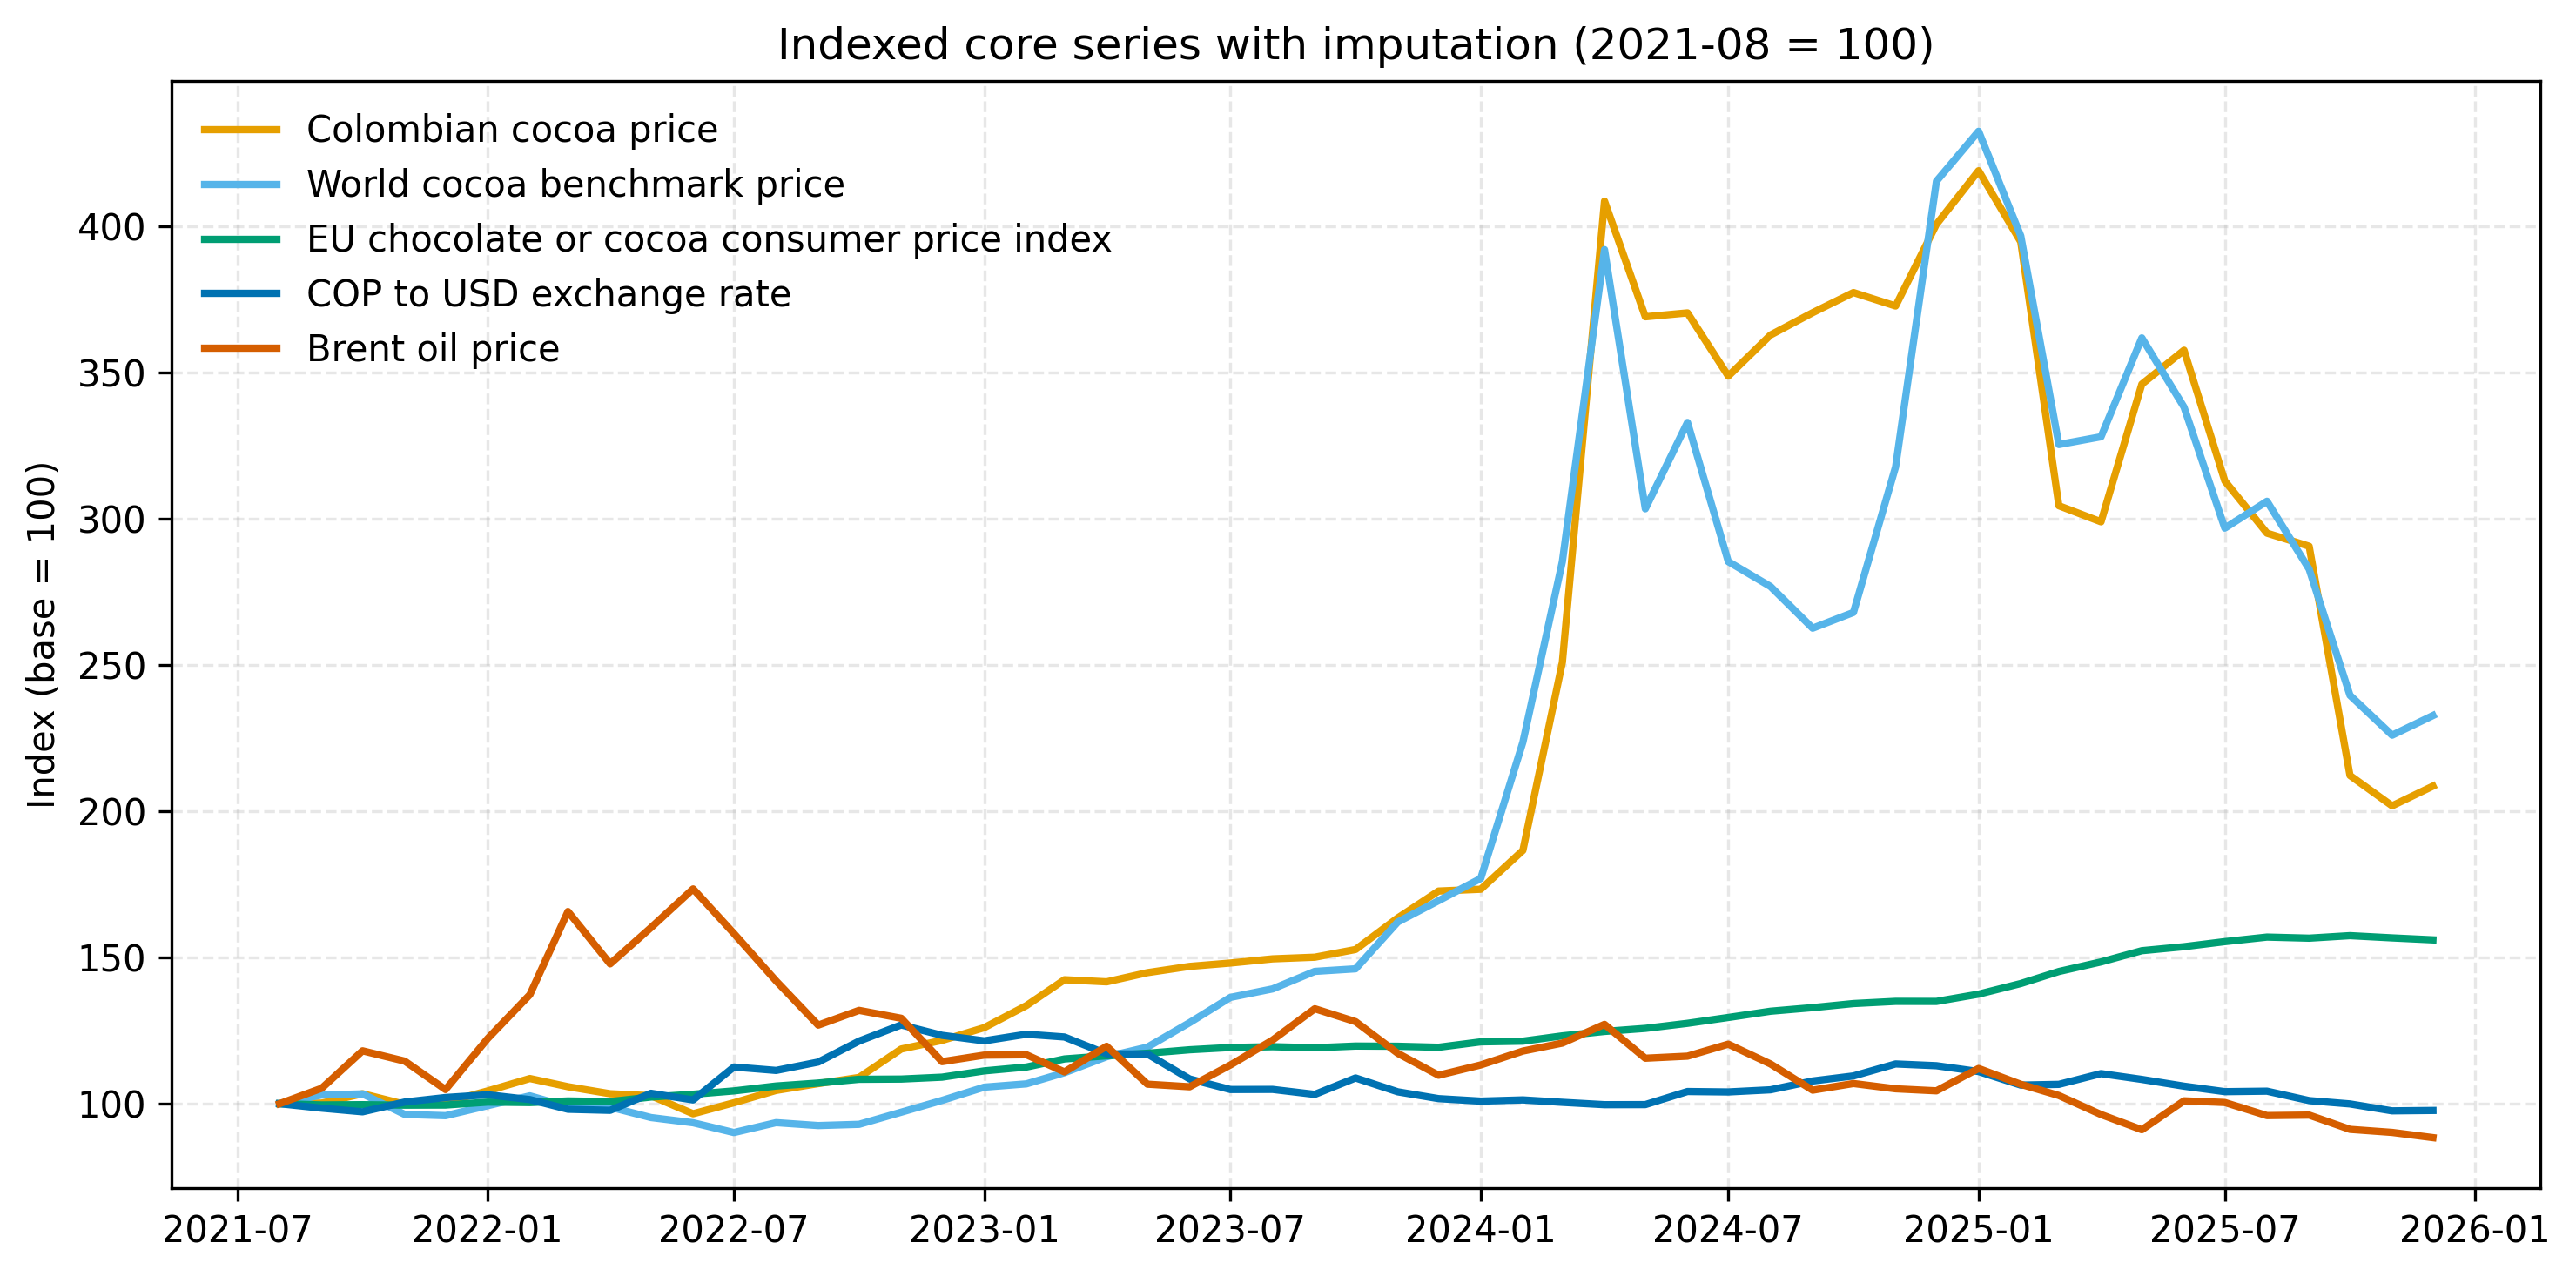 Indexed core series with imputation (2021-08 = 100)
Colombian cocoa price
World cocoa benchmark price
EU chocolate or cocoa consumer price index
COP to USD exchange rate
Brent oil price
Index (base = 100)
400
350
300
250
200
150
100
2021-07
2022-01
2022-07
2023-01
2023-07
2024-01
2024-07
2025-01
2025-07
2026-01